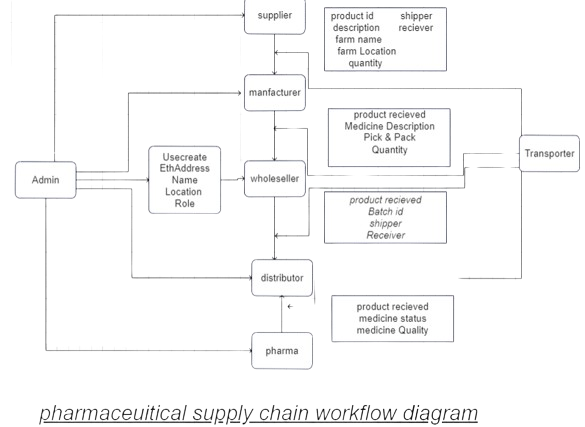 supplier
product id shipper
description reciever
farm name
farm Location
quantity
manfacturer
product recieved
Medicine Description
Pick & Pack
Quantity
Transporter
Admin
Usecreate
EthAddress
Name
Location
Role
wholeseller
product recieved
Batch id
shipper
Receiver
distributor
product recieved
medicine status
medicine Quality
pharma
pharmaceuitical supply chain workflow diagram